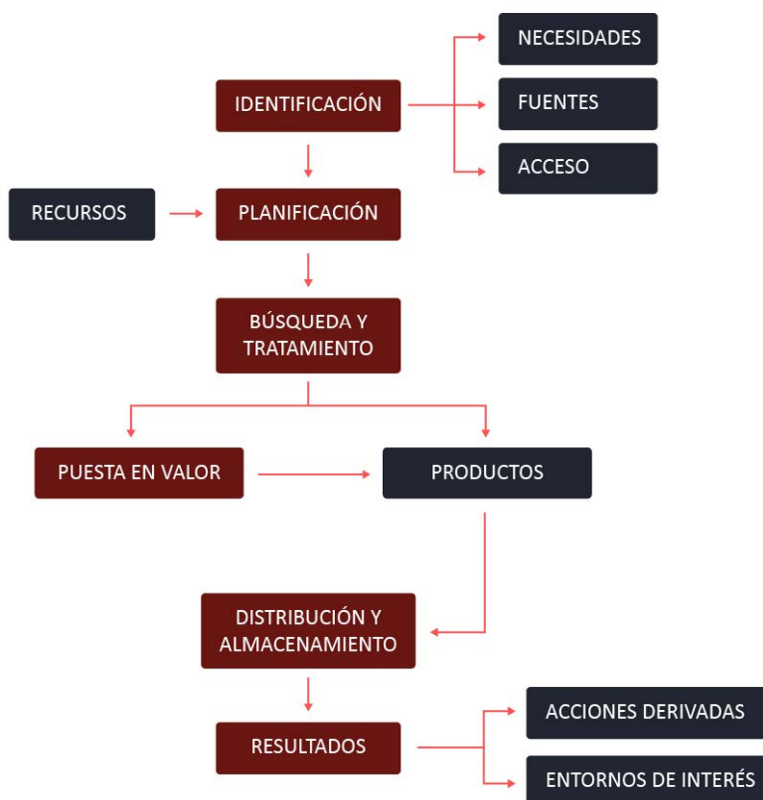 NECESIDADES
IDENTIFICACIÓN
FUENTES
ACCESO
RECURSOS
PLANIFICACIÓN
BÚSQUEDA Y
TRATAMIENTO
PUESTA EN VALOR
PRODUCTOS
DISTRIBUCIÓN Y
ALMACENAMIENTO
RESULTADOS
ACCIONES DERIVADAS
ENTORNOS DE INTERÉS